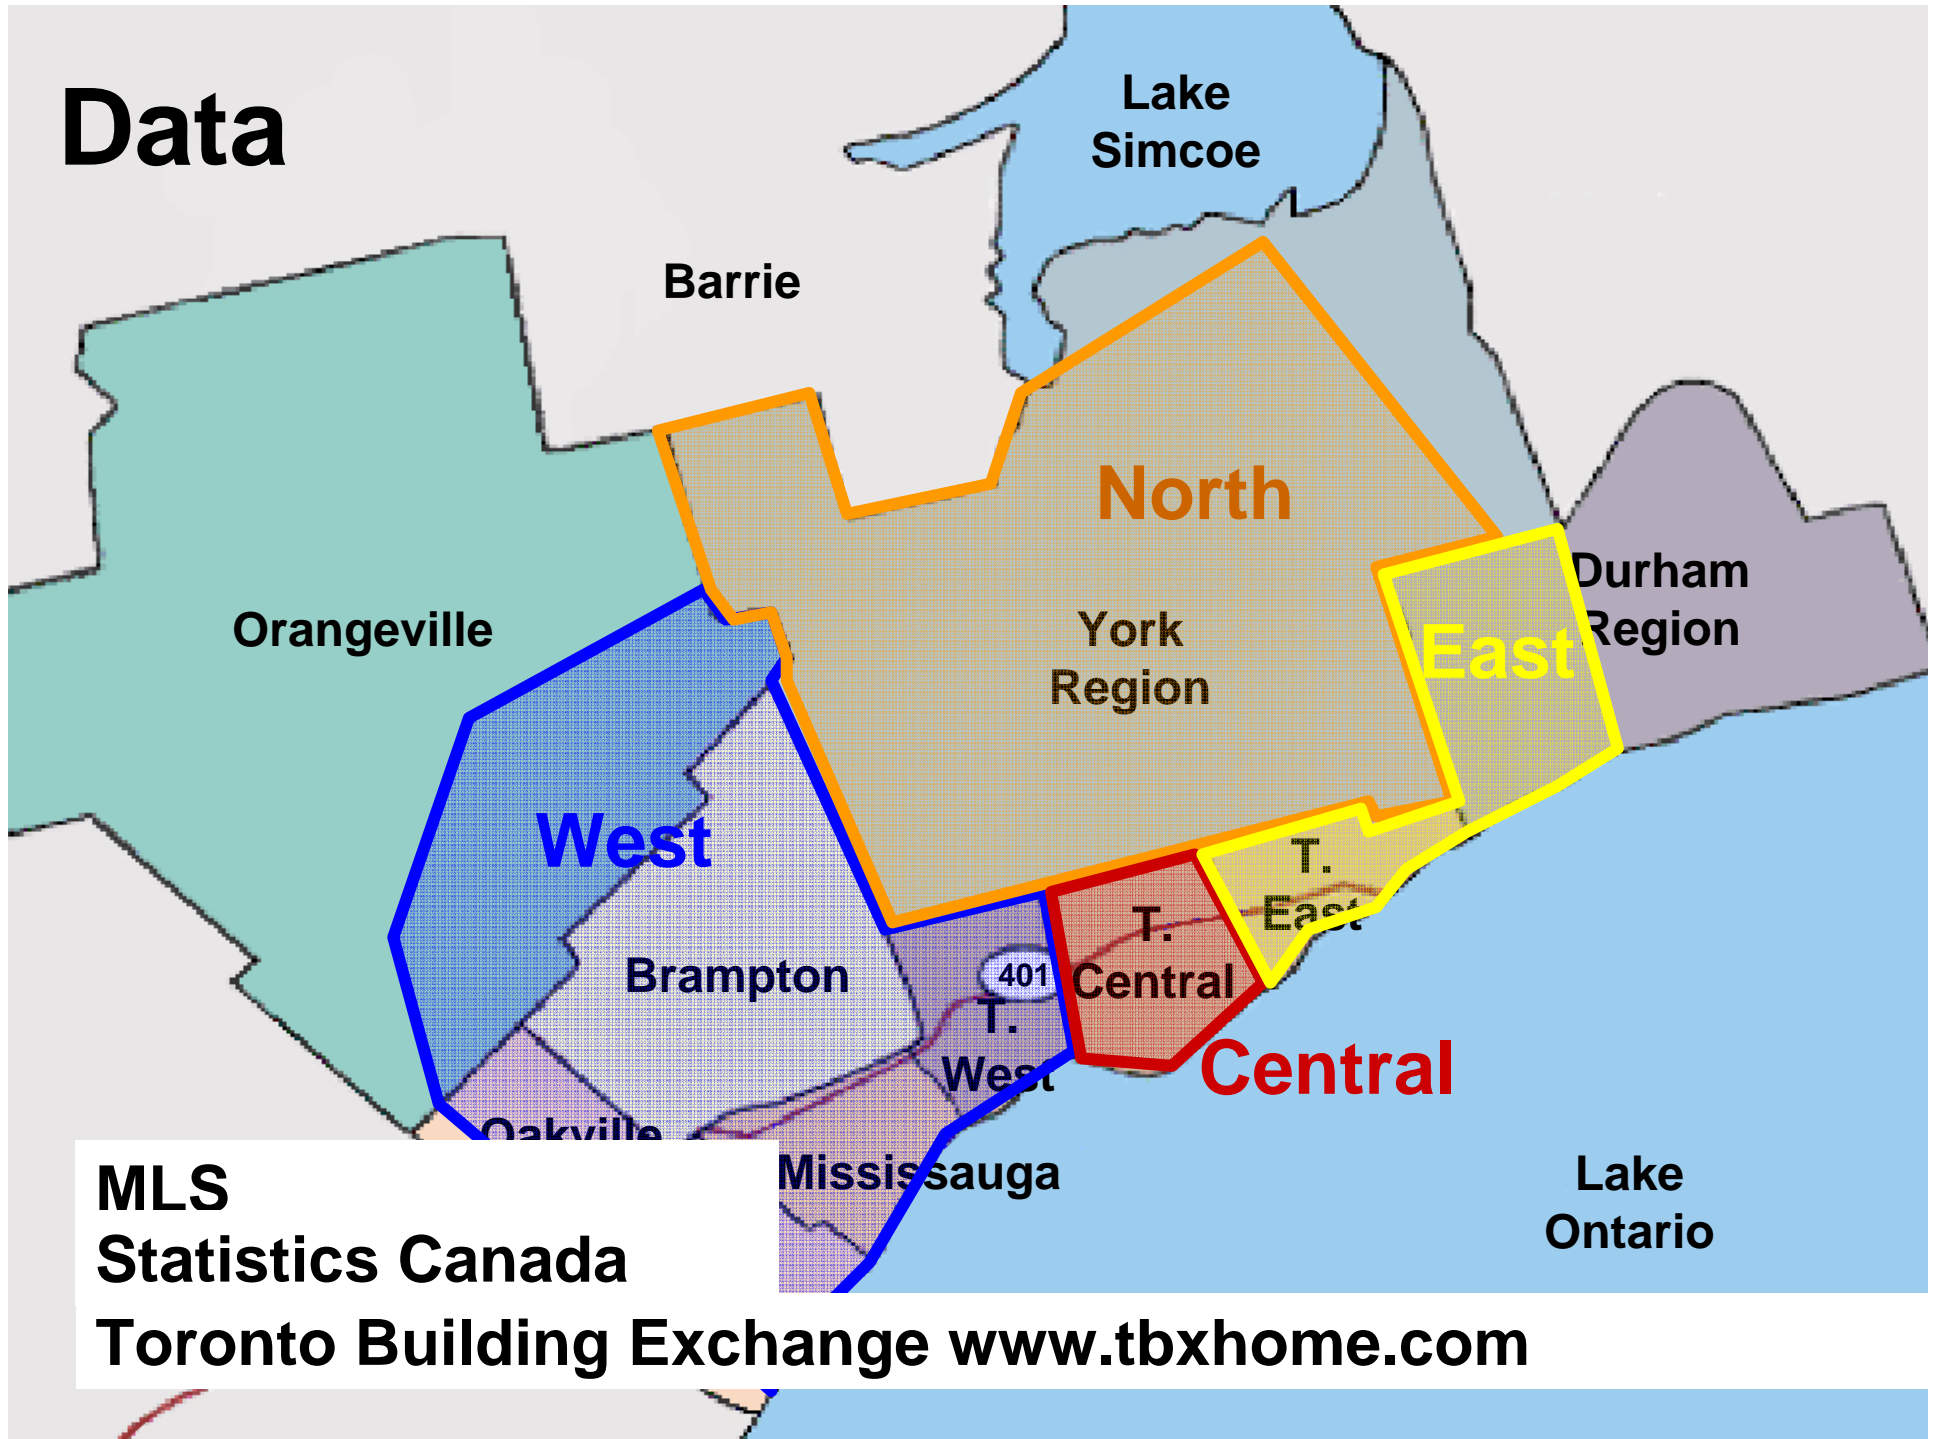 Data
Lake
Simcoe
Barrie
North
Orangeville
York
Region
Durham
Region
East
West
T.
East
T.
Central
Brampton
401
T.
West
Central
Oakville
Mississauga
Lake
Ontario
MLS
Statistics Canada
Toronto Building Exchange www.tbxhome.com